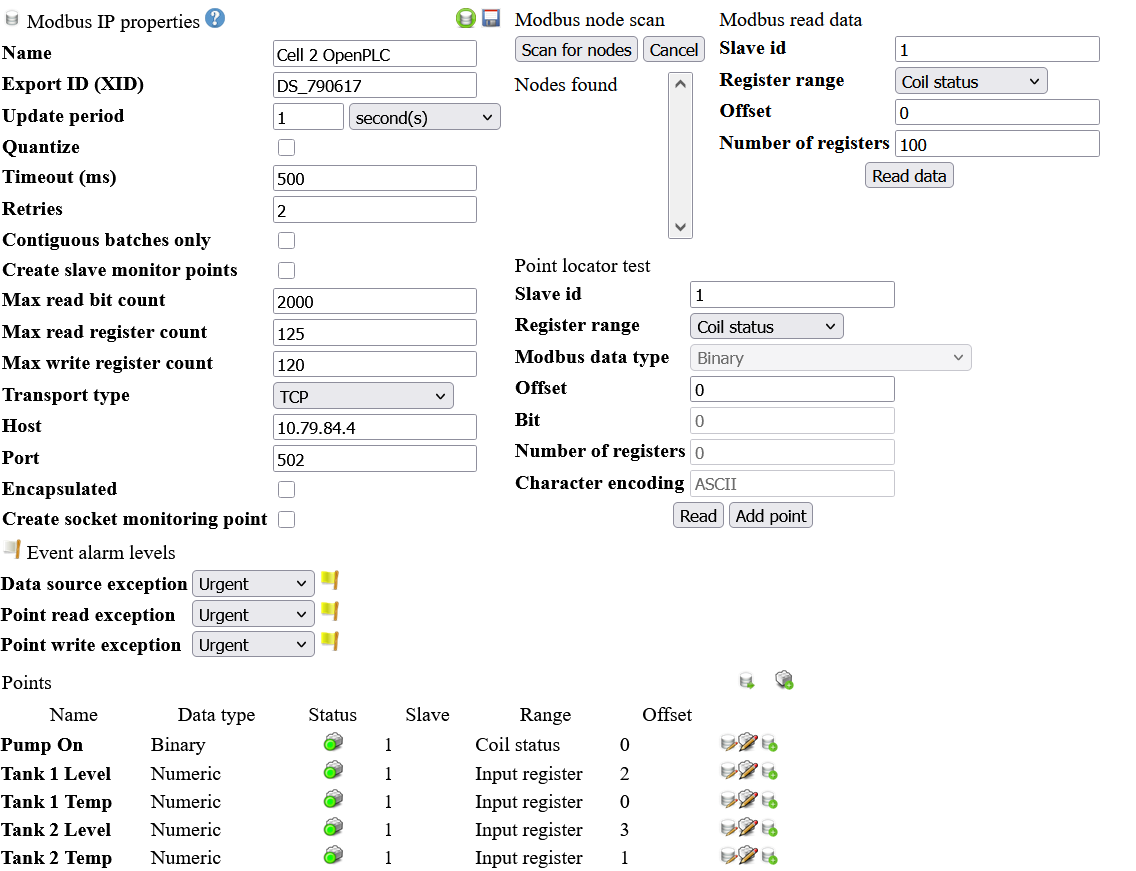 Modbus IP properties
Name Cell 2 OpenPLC
Export ID (XID) DS_790617
Update period 1 second(s)
Quantize
Timeout (ms) 500
Retries 2
Contiguous batches only
Create slave monitor points
Max read bit count 2000
Max read register count 125
Max write register count 120
Transport type TCP
Host 10.79.84.4
Port 502
Encapsulated
Create socket monitoring point
Modbus node scan
Scan for nodes Cancel
Nodes found
Modbus read data
Slave id 1
Register range Coil status
Offset 0
Number of registers 100
Read data
Point locator test
Slave id 1
Register range Coil status
Modbus data type Binary
Offset 0
Bit 0
Number of registers 0
Character encoding ASCII
Read Add point
Event alarm levels
Data source exception Urgent
Point read exception Urgent
Point write exception Urgent
Points
Name Data type Status Slave Range Offset
Pump On Binary 1 Coil status 0
Tank 1 Level Numeric 1 Input register 2
Tank 1 Temp Numeric 1 Input register 0
Tank 2 Level Numeric 1 Input register 3
Tank 2 Temp Numeric 1 Input register 1